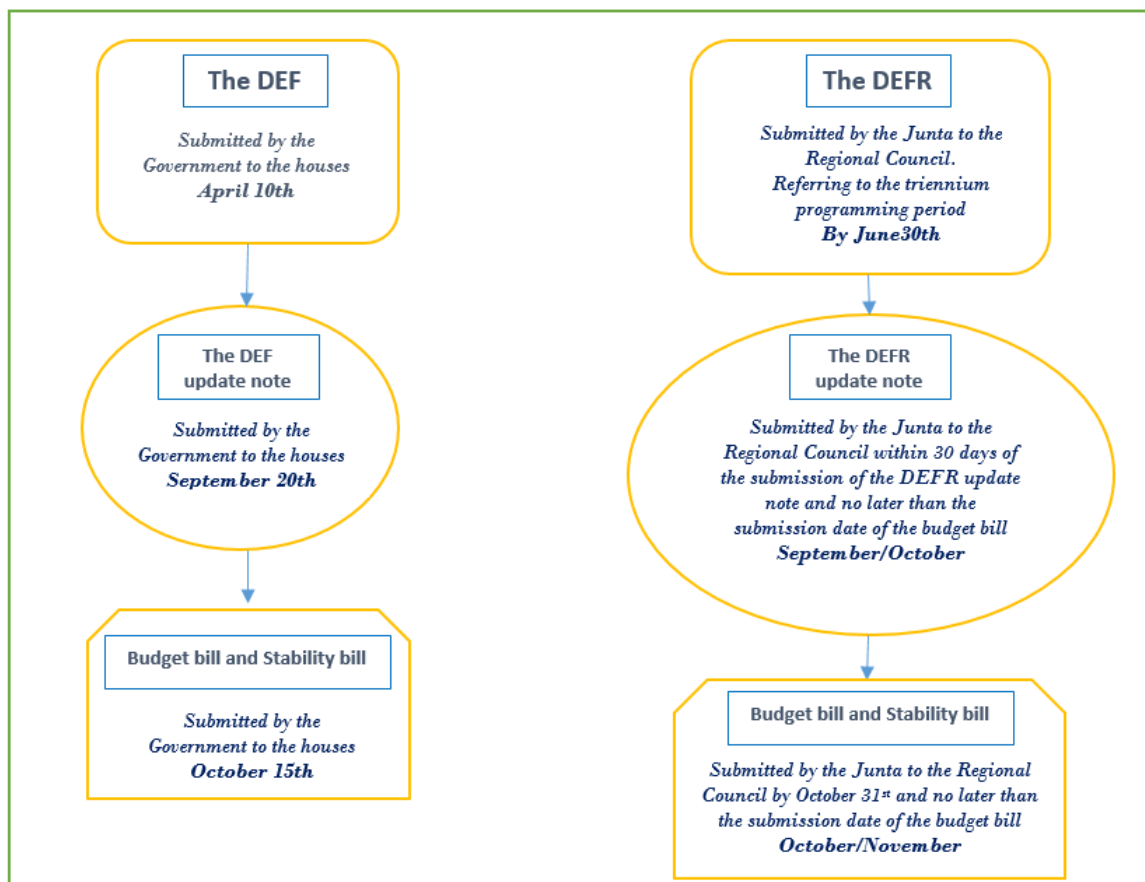 The DEF
Submitted by the
Government to the houses
April 10th
The DEF
update note
Submitted by the
Government to the houses
September 20th
Budget bill and Stability bill
Submitted by the
Government to the houses
October 15th
The DEFR
Submitted by the Junta to the
Regional Council.
Referring to the triennium
programming period
By June30th
The DEFR
update note
Submitted by the Junta to the
Regional Council within 30 days of
the submission of the DEFR update
note and no later than the
submission date of the budget bill
September/October
Budget bill and Stability bill
Submitted by the Junta to the Regional
Council by October 31st and no later than
the submission date of the budget bill
October/November